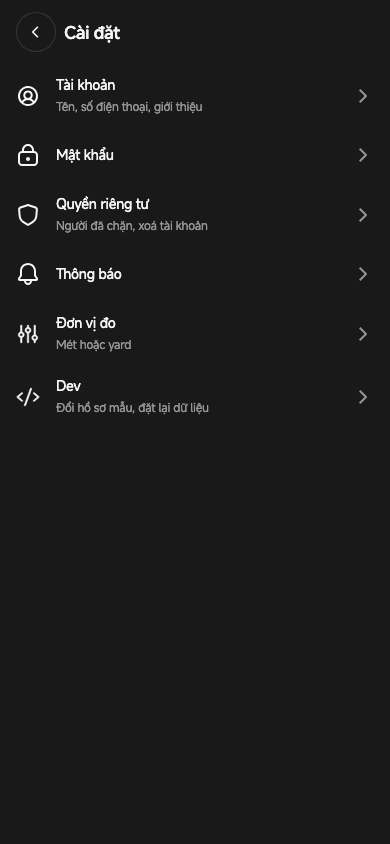 Cài đặt
Tài khoản
Tên, số điện thoại, giới thiệu
Mật khẩu
Quyền riêng tư
Người đã chặn, xoá tài khoản
Thông báo
Đơn vị đo
Mét hoặc yard
Dev
Đổi hồ sơ mẫu, đặt lại dữ liệu